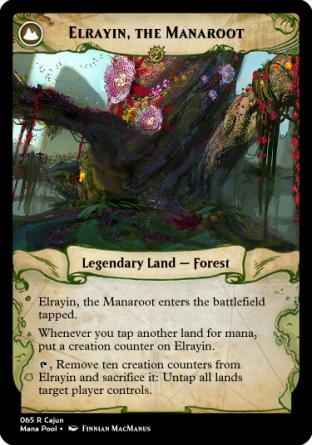 ELRAYIN, THE MANAROOT
Legendary Land — Forest
Elrayin, the Manaroot enters the battlefield
tapped.
Whenever you tap another land for mana,
put a creation counter on Elrayin.
, Remove ten creation counters from
Elrayin and sacrifice it: Untap all lands
target player controls.
065 R Cajun
Mana Pool • FINNIAN MACMANUS